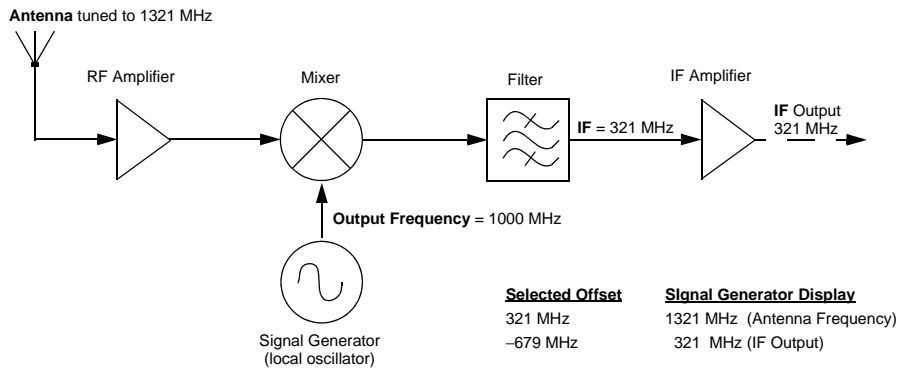 Antenna tuned to 1321 MHz
RF Amplifier
Mixer
Filter
IF Amplifier
IF = 321 MHz
IF Output
321 MHz
Output Frequency = 1000 MHz
Signal Generator
(local oscillator)
Selected Offset
SIgnal Generator Display
321 MHz
1321 MHz (Antenna Frequency)
–679 MHz
321 MHz (IF Output)